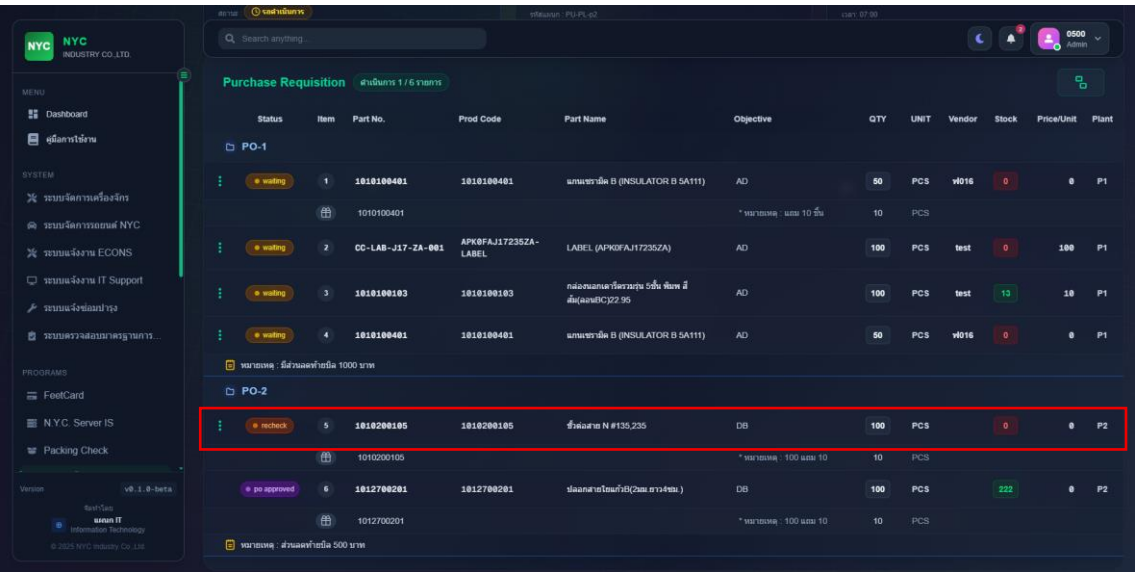 สถานะ รอดำเนินการ รหัสแผนก : PU-PL-p2 เวลา: 07:00
NYC NYC
INDUSTRY CO.,LTD.
Search anything...
2
0500
Admin
MENU
Dashboard
คู่มือการใช้งาน
SYSTEM
ระบบจัดการเครื่องจักร
ระบบจัดการรถยนต์ NYC
ระบบแจ้งงาน ECONS
ระบบแจ้งงาน IT Support
ระบบแจ้งซ่อมบำรุง
ระบบตรวจสอบมาตรฐานการ...
PROGRAMS
FeetCard
N.Y.C. Server IS
Packing Check
Version v0.1.0-beta
จัดทำโดย
แผนก IT
Information Technology
© 2025 NYC Industry Co.,Ltd.
Purchase Requisition ดำเนินการ 1 / 6 รายการ
Status Item Part No. Prod Code Part Name Objective QTY UNIT Vendor Stock Price/Unit Plant
PO-1
waiting 1 1010100401 1010100401 แกนเซรามิค B (INSULATOR B 5A111) AD 50 PCS ฟ016 0 0 P1
1010100401 * หมายเหตุ : แถม 10 ชิ้น 10 PCS
waiting 2 CC-LAB-J17-ZA-001 APK0FAJ17235ZA-
LABEL LABEL (APK0FAJ17235ZA) AD 100 PCS test 0 100 P1
waiting 3 1010100103 1010100103 กล่องนอกเตารีดรวมรุ่น 5ชั้น พิมพ์ สี
ส้ม(ลอนBC)22.95 AD 100 PCS test 13 10 P1
waiting 4 1010100401 1010100401 แกนเซรามิค B (INSULATOR B 5A111) AD 50 PCS ฟ016 0 0 P1
หมายเหตุ : มีส่วนลดท้ายบิล 1000 บาท
PO-2
recheck 5 1010200105 1010200105 ขั้วต่อสาย N #135,235 DB 100 PCS 0 0 P2
1010200105 * หมายเหตุ : 100 แถม 10 10 PCS
po approved 6 1012700201 1012700201 ปลอกสายใยแก้วB(2มม.ยาว4ซม.) DB 100 PCS 222 0 P2
1012700201 * หมายเหตุ : 100 แถม 10 10 PCS
หมายเหตุ : ส่วนลดท้ายบิล 500 บาท